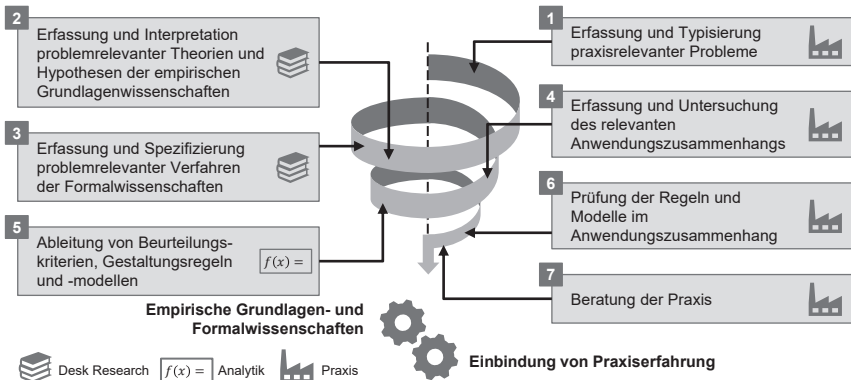 2
Erfassung und Interpretation
problemrelevanter Theorien und
Hypothesen der empirischen
Grundlagenwissenschaften
1
Erfassung und Typisierung
praxisrelevanter Probleme
3
Erfassung und Spezifizierung
problemrelevanter Verfahren
der Formalwissenschaften
4
Erfassung und Untersuchung
des relevanten
Anwendungszusammenhangs
5
Ableitung von Beurteilungs-
kriterien, Gestaltungsregeln
und -modellen
f(x) =
6
Prüfung der Regeln und
Modelle im
Anwendungszusammenhang
7
Beratung der Praxis
Empirische Grundlagen- und
Formalwissenschaften
Einbindung von Praxiserfahrung
Desk Research f(x) = Analytik Praxis